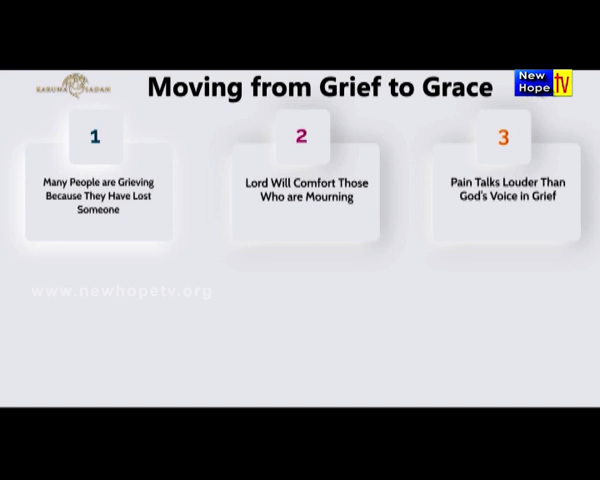 KARUNA SADAN
Moving from Grief to Grace
New
Hope
TV
1
2
3
Many People are Grieving
Because They Have Lost
Someone
Lord Will Comfort Those
Who are Mourning
Pain Talks Louder Than
God's Voice in Grief
www.newhopetv.org